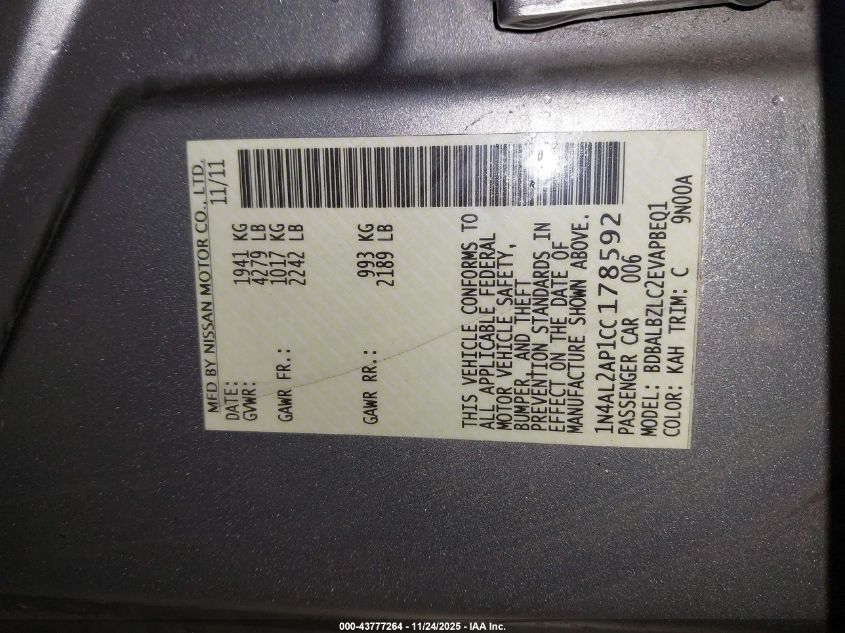 MFD BY NISSAN MOTOR CO., LTD.
DATE: 11/11
GVWR: 1941 KG
4279 LB
GAWR FR.: 1017 KG
2242 LB
GAWR RR.: 993 KG
2189 LB
THIS VEHICLE CONFORMS TO
ALL APPLICABLE FEDERAL
MOTOR VEHICLE SAFETY,
BUMPER, AND THEFT
PREVENTION STANDARDS IN
EFFECT ON THE DATE OF
MANUFACTURE SHOWN ABOVE.
1N4AL2AP1CC178592
PASSENGER CAR 006
MODEL: BDBALBZLC2EVAPBEQ1
COLOR: KAH TRIM: C 9N00A
000-43777264 - 11/24/2025 - IAA Inc.